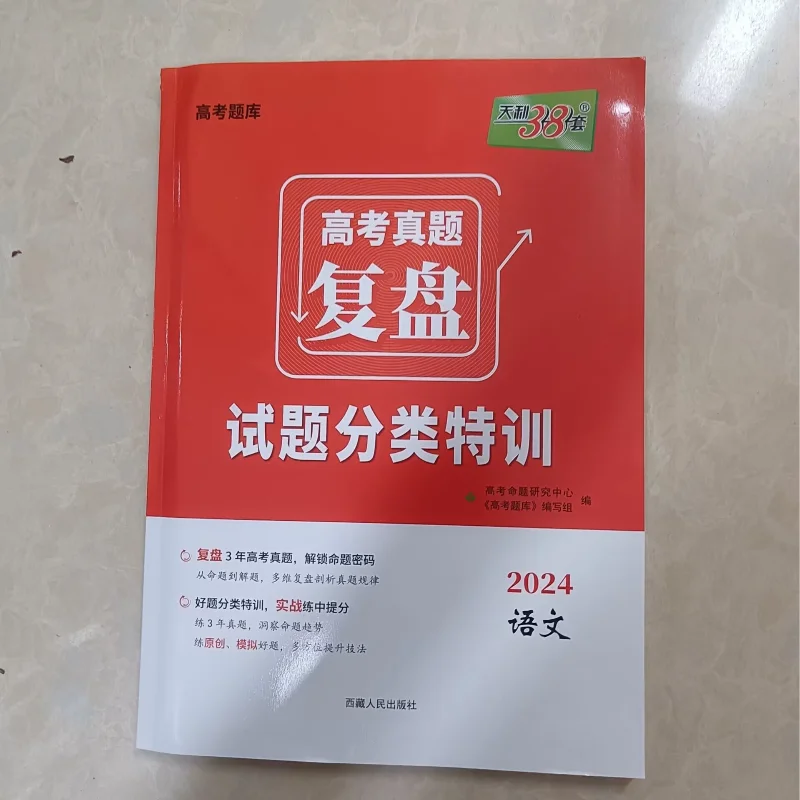 高考题库
天利38套®
高考真题
复盘
试题分类特训
高考命题研究中心
《高考题库》编写组 编
复盘3年高考真题，解锁命题密码
从命题到解题，多维复盘剖析真题规律
好题分类特训，实战练中提分
练3年真题，洞察命题趋势
练原创、模拟好题，多方位提升技法
2024
语文
西藏人民出版社